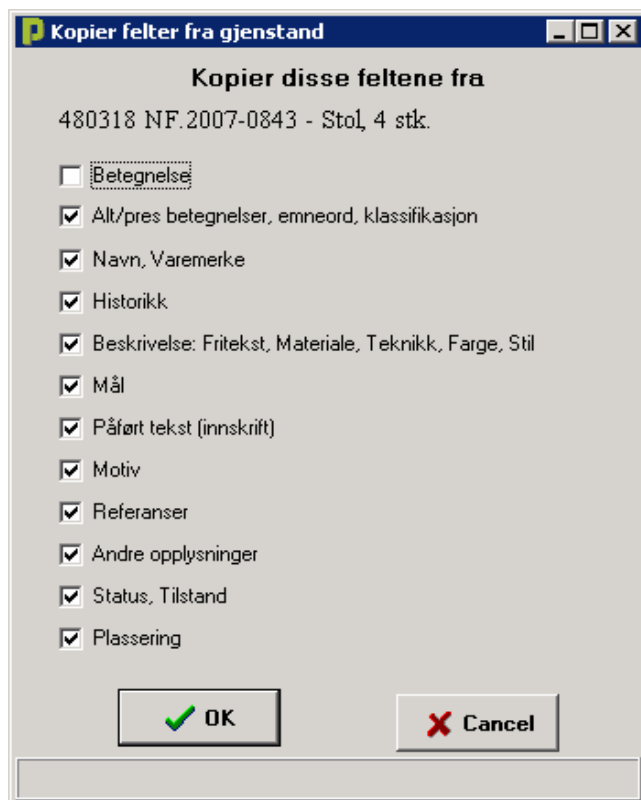 Kopier felter fra gjenstand
Kopier disse feltene fra
480318 NF.2007-0843 - Stol, 4 stk.
Betegnelse
Alt/pres betegnelser, emneord, klassifikasjon
Navn, Varemerke
Historikk
Beskrivelse: Fritekst, Materiale, Teknikk, Farge, Stil
Mål
Påført tekst (innskrift)
Motiv
Referanser
Andre opplysninger
Status, Tilstand
Plassering
OK Cancel